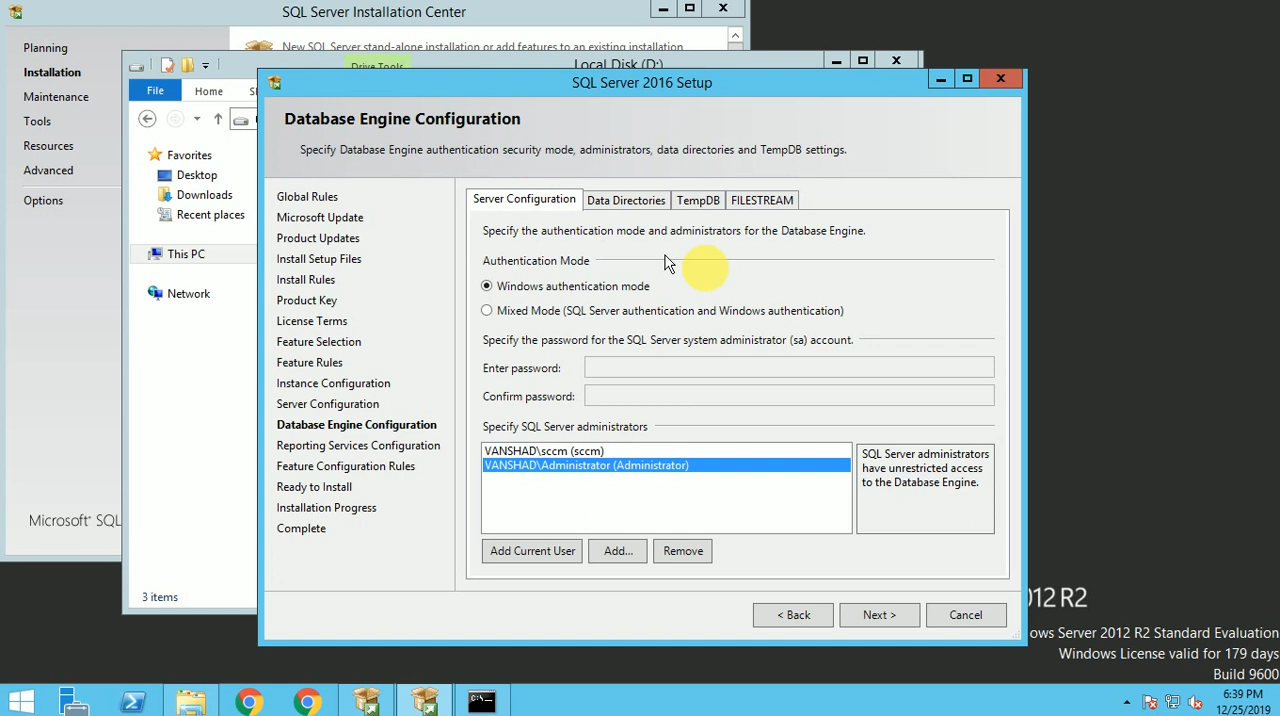 SQL Server Installation Center
Planning
Installation
Maintenance
Tools
Resources
Advanced
Options
New SQL Server stand-alone installation or add features to an existing installation
Microsoft® SQL
Drive Tools
Local Disk (D:)
File
Home
Favorites
Desktop
Downloads
Recent places
This PC
Network
3 items
SQL Server 2016 Setup
Database Engine Configuration
Specify Database Engine authentication security mode, administrators, data directories and TempDB settings.
Global Rules
Microsoft Update
Product Updates
Install Setup Files
Install Rules
Product Key
License Terms
Feature Selection
Feature Rules
Instance Configuration
Server Configuration
Database Engine Configuration
Reporting Services Configuration
Feature Configuration Rules
Ready to Install
Installation Progress
Complete
Server Configuration
Data Directories
TempDB
FILESTREAM
Specify the authentication mode and administrators for the Database Engine.
Authentication Mode
Windows authentication mode
Mixed Mode (SQL Server authentication and Windows authentication)
Specify the password for the SQL Server system administrator (sa) account.
Enter password:
Confirm password:
Specify SQL Server administrators
VANSHAD\sccm (sccm)
VANSHAD\Administrator (Administrator)
SQL Server administrators
have unrestricted access
to the Database Engine.
Add Current User
Add...
Remove
< Back
Next >
Cancel
012 R2
ows Server 2012 R2 Standard Evaluation
Windows License valid for 179 days
Build 9600
6:39 PM
12/25/2019